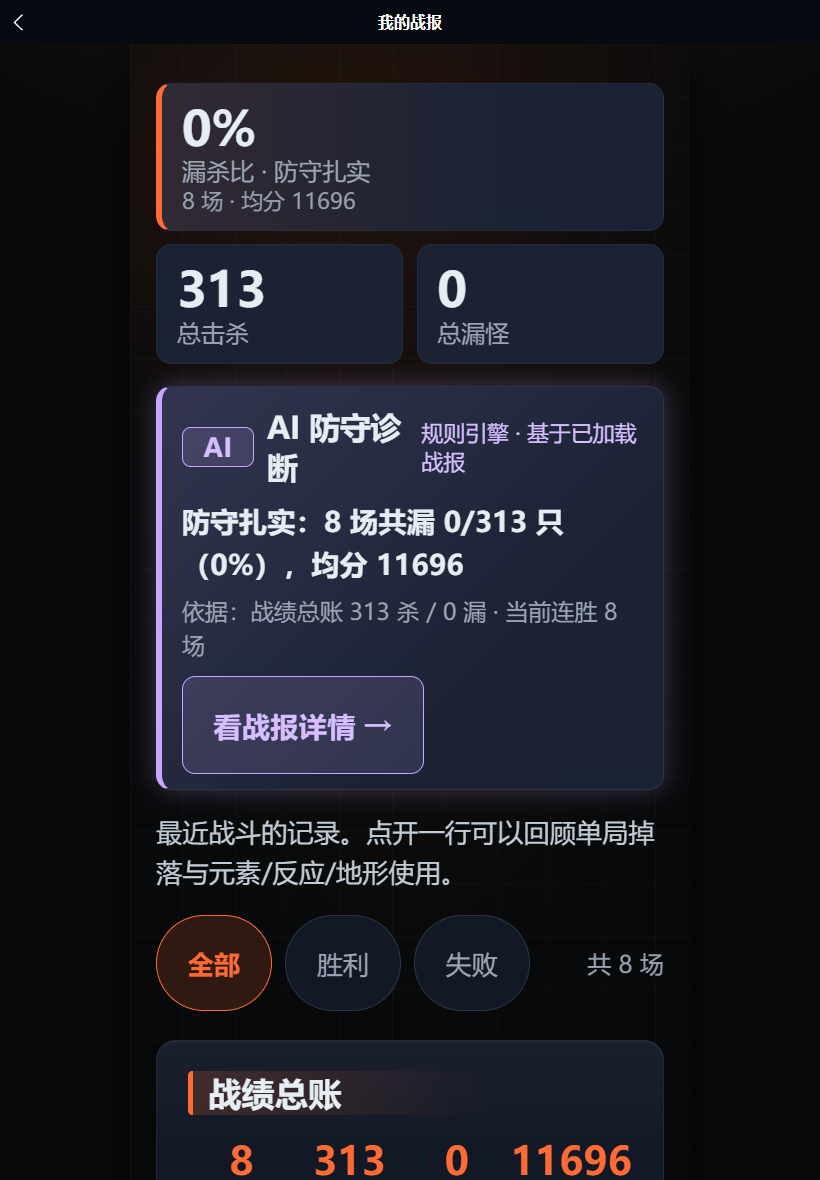 我的战报
0%
漏杀比 · 防守扎实
8 场 · 均分 11696
313
总击杀
0
总漏怪
AI
AI 防守诊
断
规则引擎 · 基于已加载
战报
防守扎实：8 场共漏 0/313 只
（0%），均分 11696
依据：战绩总账 313 杀 / 0 漏 · 当前连胜 8
场
看战报详情 →
最近战斗的记录。点开一行可以回顾单局掉
落与元素/反应/地形使用。
全部
胜利
失败
共 8 场
战绩总账
8 313 0 11696